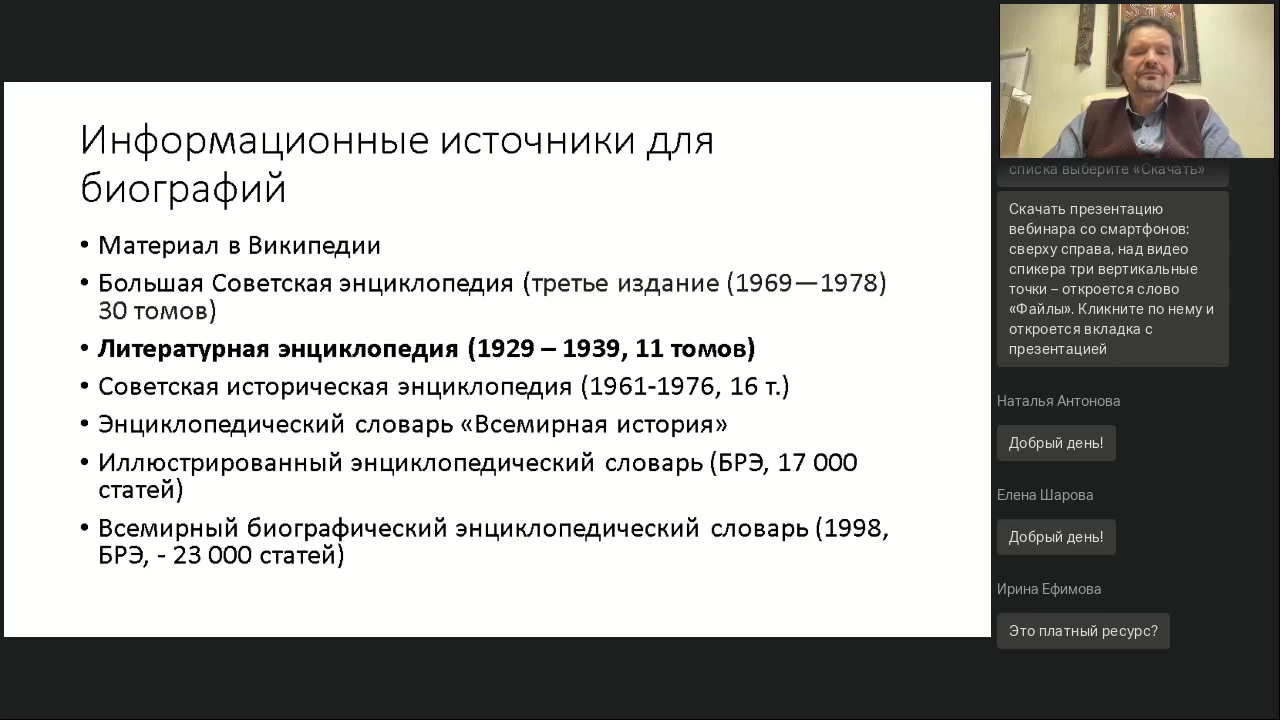 Информационные источники для
биографий
• Материал в Википедии
• Большая Советская энциклопедия (третье издание (1969—1978)
30 томов)
• Литературная энциклопедия (1929 – 1939, 11 томов)
• Советская историческая энциклопедия (1961-1976, 16 т.)
• Энциклопедический словарь «Всемирная история»
• Иллюстрированный энциклопедический словарь (БРЭ, 17 000
статей)
• Всемирный биографический энциклопедический словарь (1998,
БРЭ, - 23 000 статей)
списка выберите «Скачать»
Скачать презентацию
вебинара со смартфонов:
сверху справа, над видео
спикера три вертикальные
точки – откроется слово
«Файлы». Кликните по нему и
откроется вкладка с
презентацией
Наталья Антонова
Добрый день!
Елена Шарова
Добрый день!
Ирина Ефимова
Это платный ресурс?